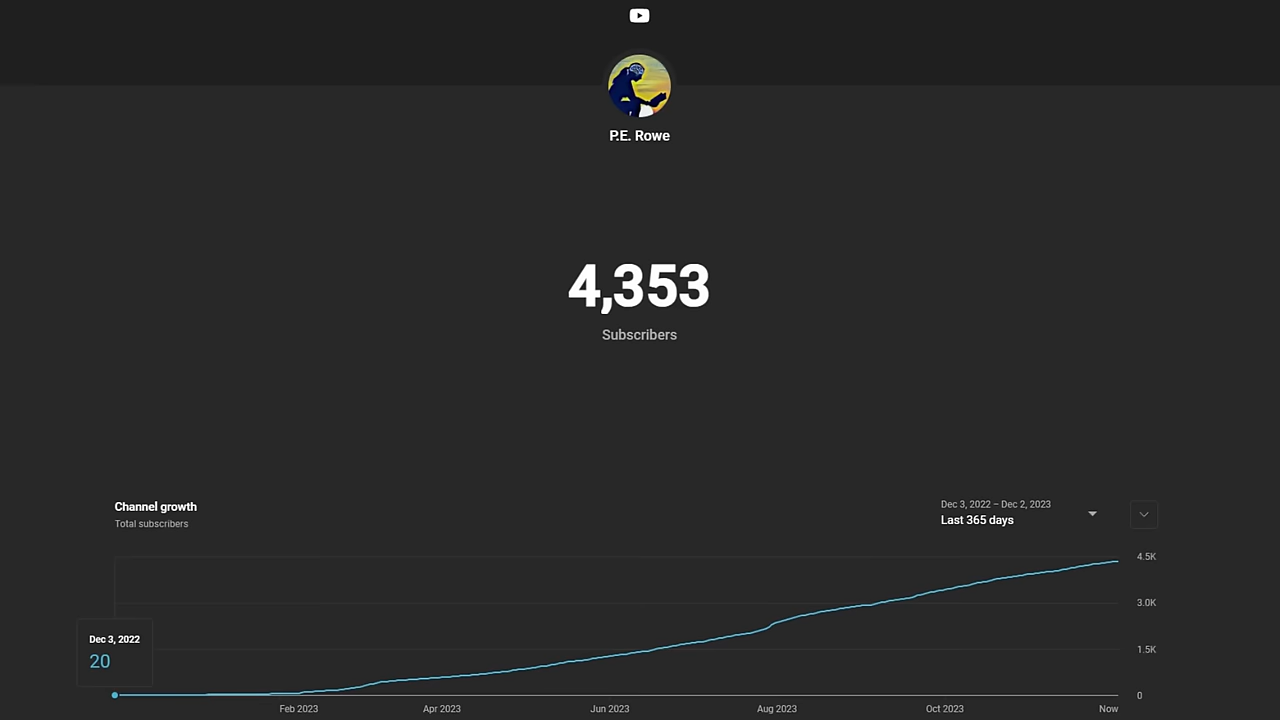 P.E. Rowe
4,353
Subscribers
Channel growth
Total subscribers
Dec 3, 2022 – Dec 2, 2023
Last 365 days
4.5K
3.0K
1.5K
0
Dec 3, 2022
20
Feb 2023
Apr 2023
Jun 2023
Aug 2023
Oct 2023
Now